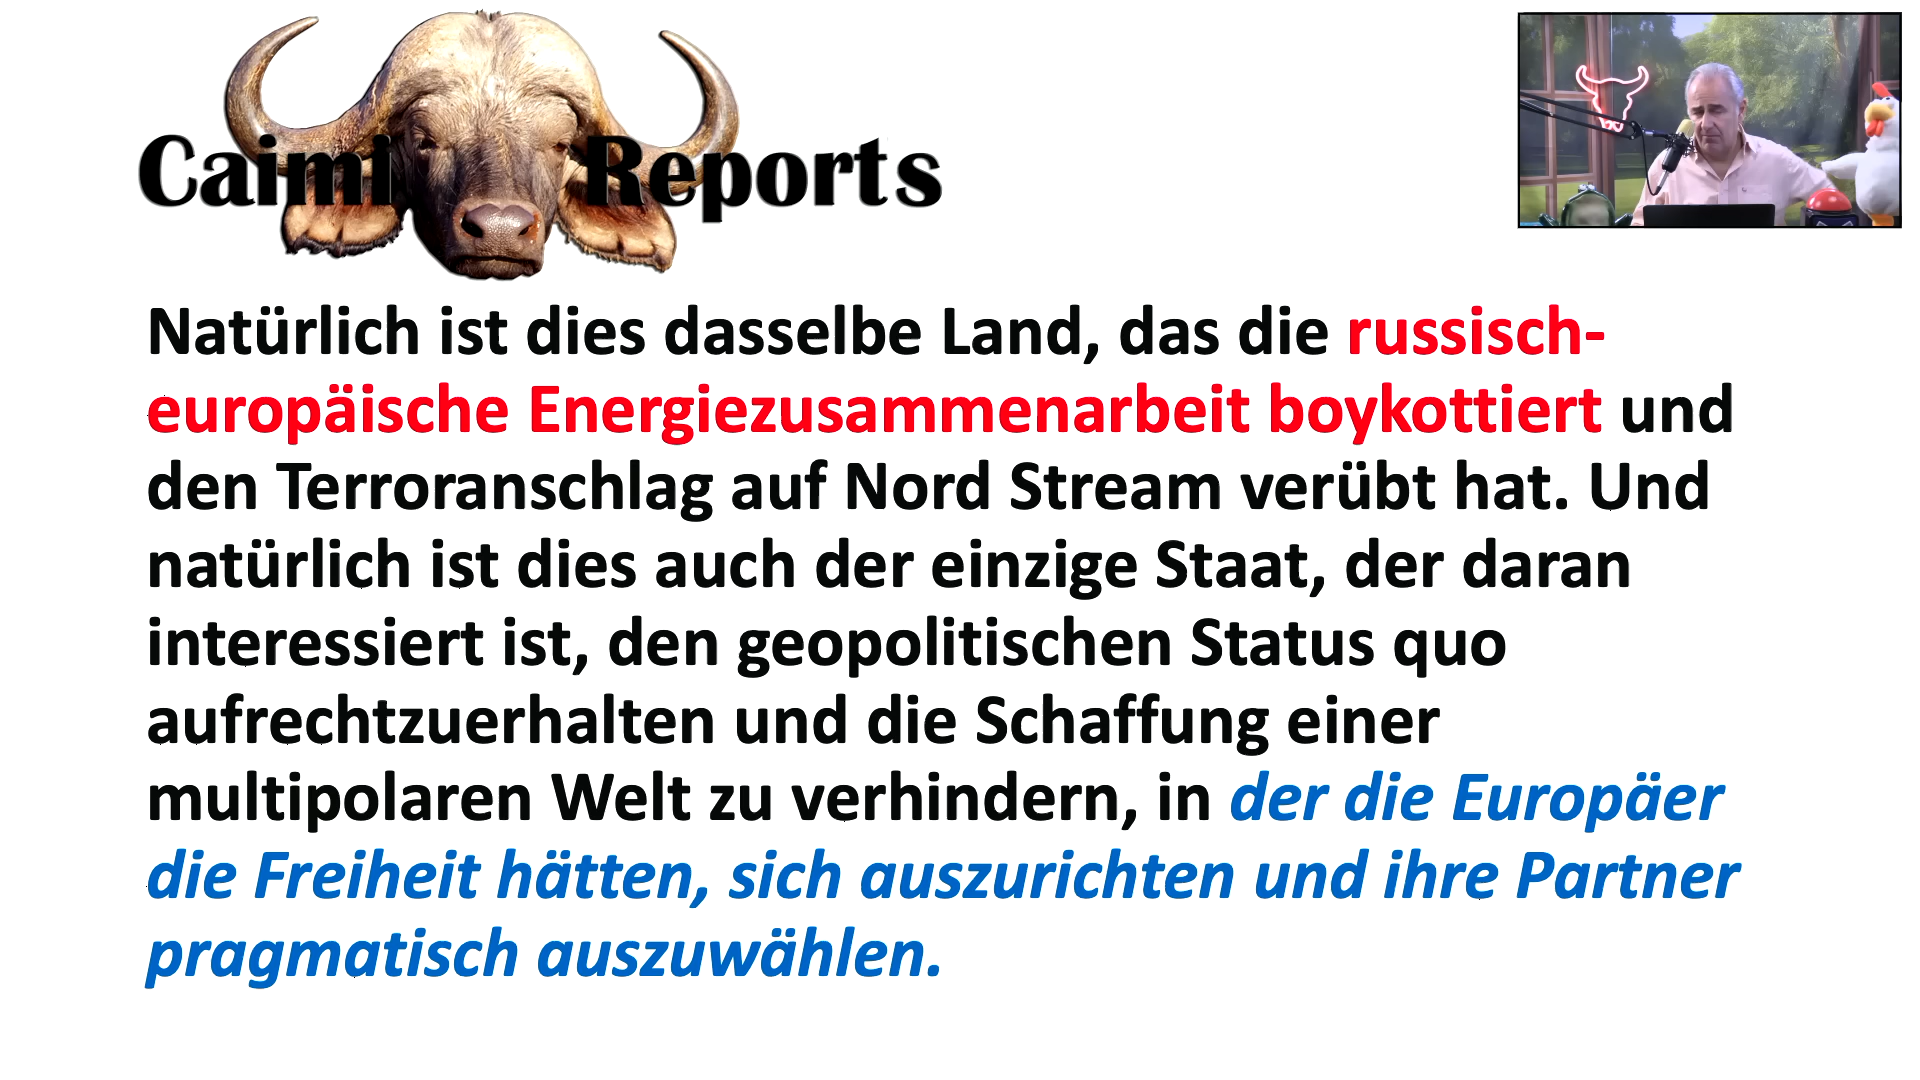 Caimi Reports
Natürlich ist dies dasselbe Land, das die russisch-
europäische Energiezusammenarbeit boykottiert und
den Terroranschlag auf Nord Stream verübt hat. Und
natürlich ist dies auch der einzige Staat, der daran
interessiert ist, den geopolitischen Status quo
aufrechtzuerhalten und die Schaffung einer
multipolaren Welt zu verhindern, in der die Europäer
die Freiheit hätten, sich auszurichten und ihre Partner
pragmatisch auszuwählen.